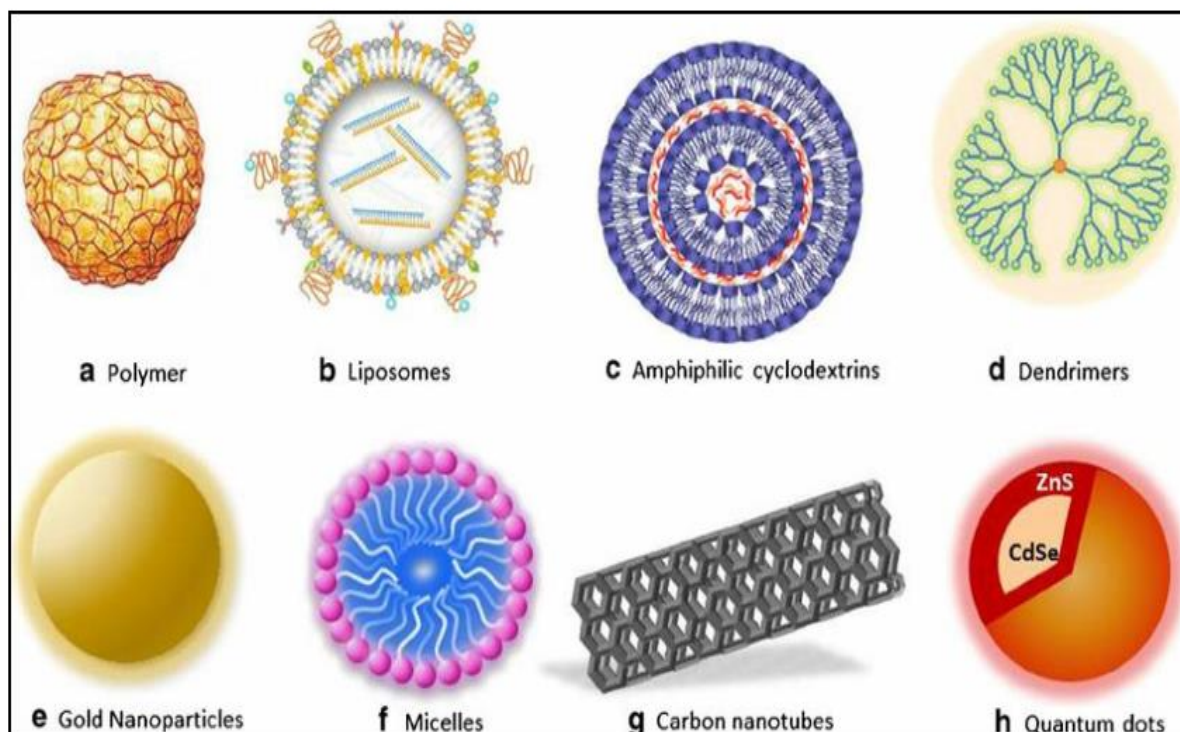 a Polymer
b Liposomes
c Amphiphilic cyclodextrins
d Dendrimers
ZnS
CdSe
e Gold Nanoparticles
f Micelles
g Carbon nanotubes
h Quantum dots